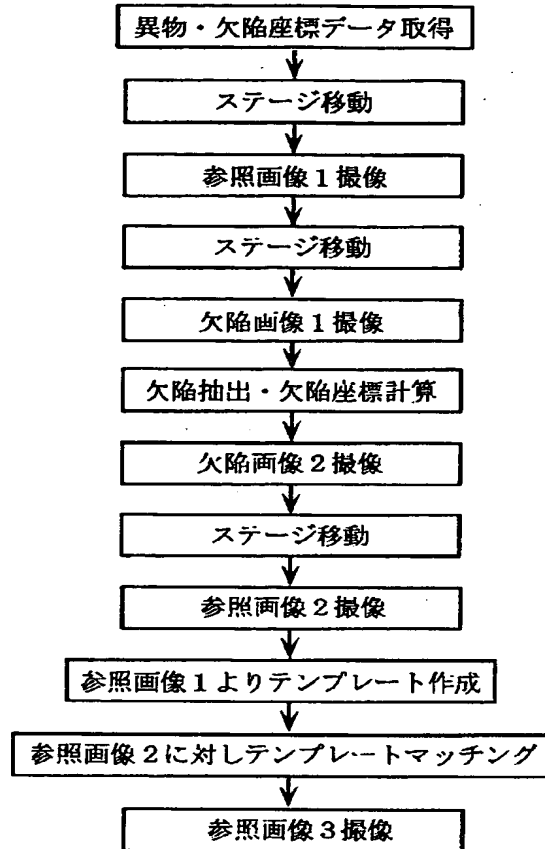 異物・欠陥座標データ取得
ステージ移動
参照画像1撮像
ステージ移動
欠陥画像1撮像
欠陥抽出・欠陥座標計算
欠陥画像2撮像
ステージ移動
参照画像2撮像
参照画像1よりテンプレート作成
参照画像2に対しテンプレートマッチング
参照画像3撮像